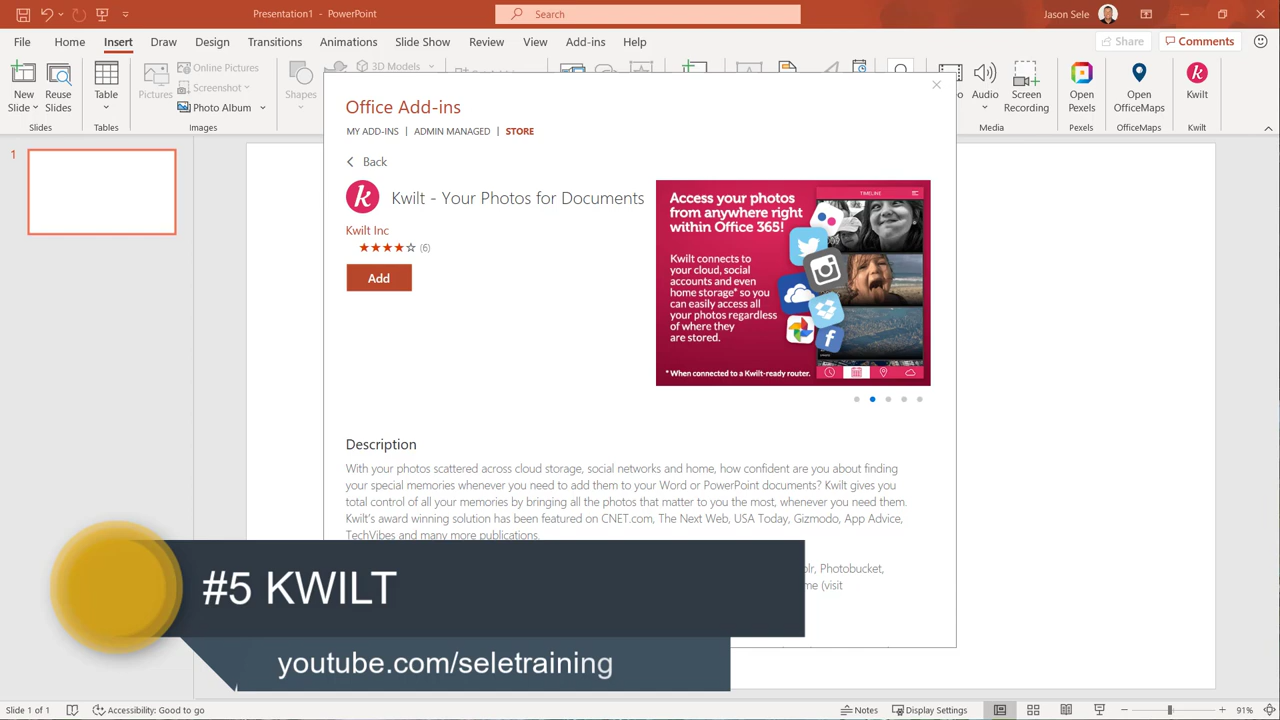 Presentation1 - PowerPoint
Search
Jason Sele
File Home Insert Draw Design Transitions Animations Slide Show Review View Add-ins Help
Share Comments
New Slide
Reuse Slides
Table
Pictures
Online Pictures
Screenshot
Photo Album
Shapes
3D Models
Audio
Screen Recording
Open Pexels
Open OfficeMaps
Kwilt
Slides Tables Images Media Pexels OfficeMaps Kwilt
1
Office Add-ins
MY ADD-INS | ADMIN MANAGED | STORE
Back
Kwilt - Your Photos for Documents
Kwilt Inc
(6)
Add
Access your photos
from anywhere right
within Office 365!
Kwilt connects to
your cloud, social
accounts and even
home storage* so you
can easily access all
your photos regardless
of where they
are stored.
* When connected to a Kwilt-ready router.
TIMELINE
Description
With your photos scattered across cloud storage, social networks and home, how confident are you about finding
your special memories whenever you need to add them to your Word or PowerPoint documents? Kwilt gives you
total control of all your memories by bringing all the photos that matter to you the most, whenever you need them.
Kwilt's award winning solution has been featured on CNET.com, The Next Web, USA Today, Gizmodo, App Advice,
TechVibes and many more publications.
Photobucket,
(visit
#5 KWILT
youtube.com/seletraining
Slide 1 of 1
Accessibility: Good to go
Notes
Display Settings
91%